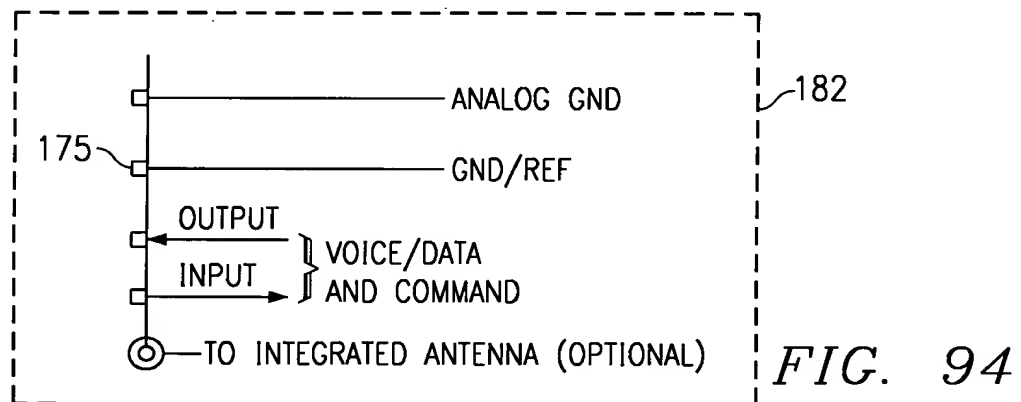 ANALOG GND
182
175
GND/REF
OUTPUT
VOICE/DATA
INPUT
AND COMMAND
TO INTEGRATED ANTENNA (OPTIONAL)
FIG. 94